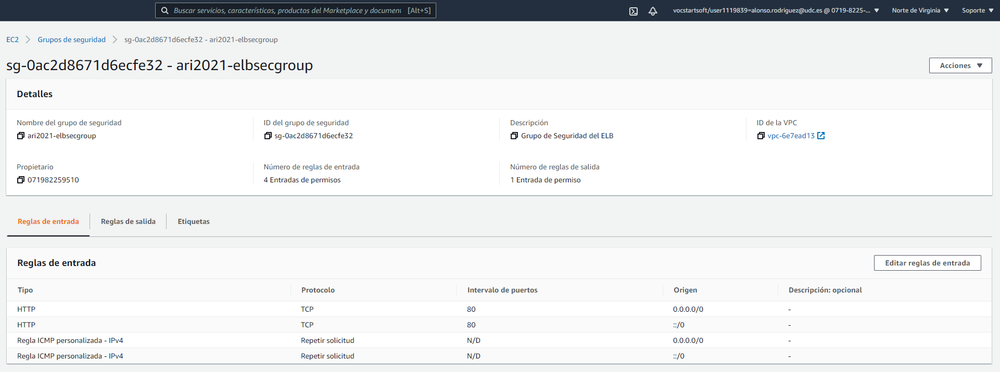 Buscar servicios, características, productos del Marketplace y document [Alt+S] vocstartsoft/user1119839=alonso.rodriguez@udc.es @ 0719-8225-... Norte de Virginia Soporte
EC2 Grupos de seguridad sg-0ac2d8671d6ecfe32 - ari2021-elbsecgroup
sg-0ac2d8671d6ecfe32 - ari2021-elbsecgroup Acciones
Detalles
Nombre del grupo de seguridad ID del grupo de seguridad Descripción ID de la VPC
ari2021-elbsecgroup sg-0ac2d8671d6ecfe32 Grupo de Seguridad del ELB vpc-6e7ead13
Propietario Número de reglas de entrada Número de reglas de salida
071982259510 4 Entradas de permisos 1 Entrada de permiso
Reglas de entrada Reglas de salida Etiquetas
Reglas de entrada Editar reglas de entrada
Tipo Protocolo Intervalo de puertos Origen Descripción: opcional
HTTP TCP 80 0.0.0.0/0 -
HTTP TCP 80 ::/0 -
Regla ICMP personalizada - IPv4 Repetir solicitud N/D 0.0.0.0/0 -
Regla ICMP personalizada - IPv4 Repetir solicitud N/D ::/0 -